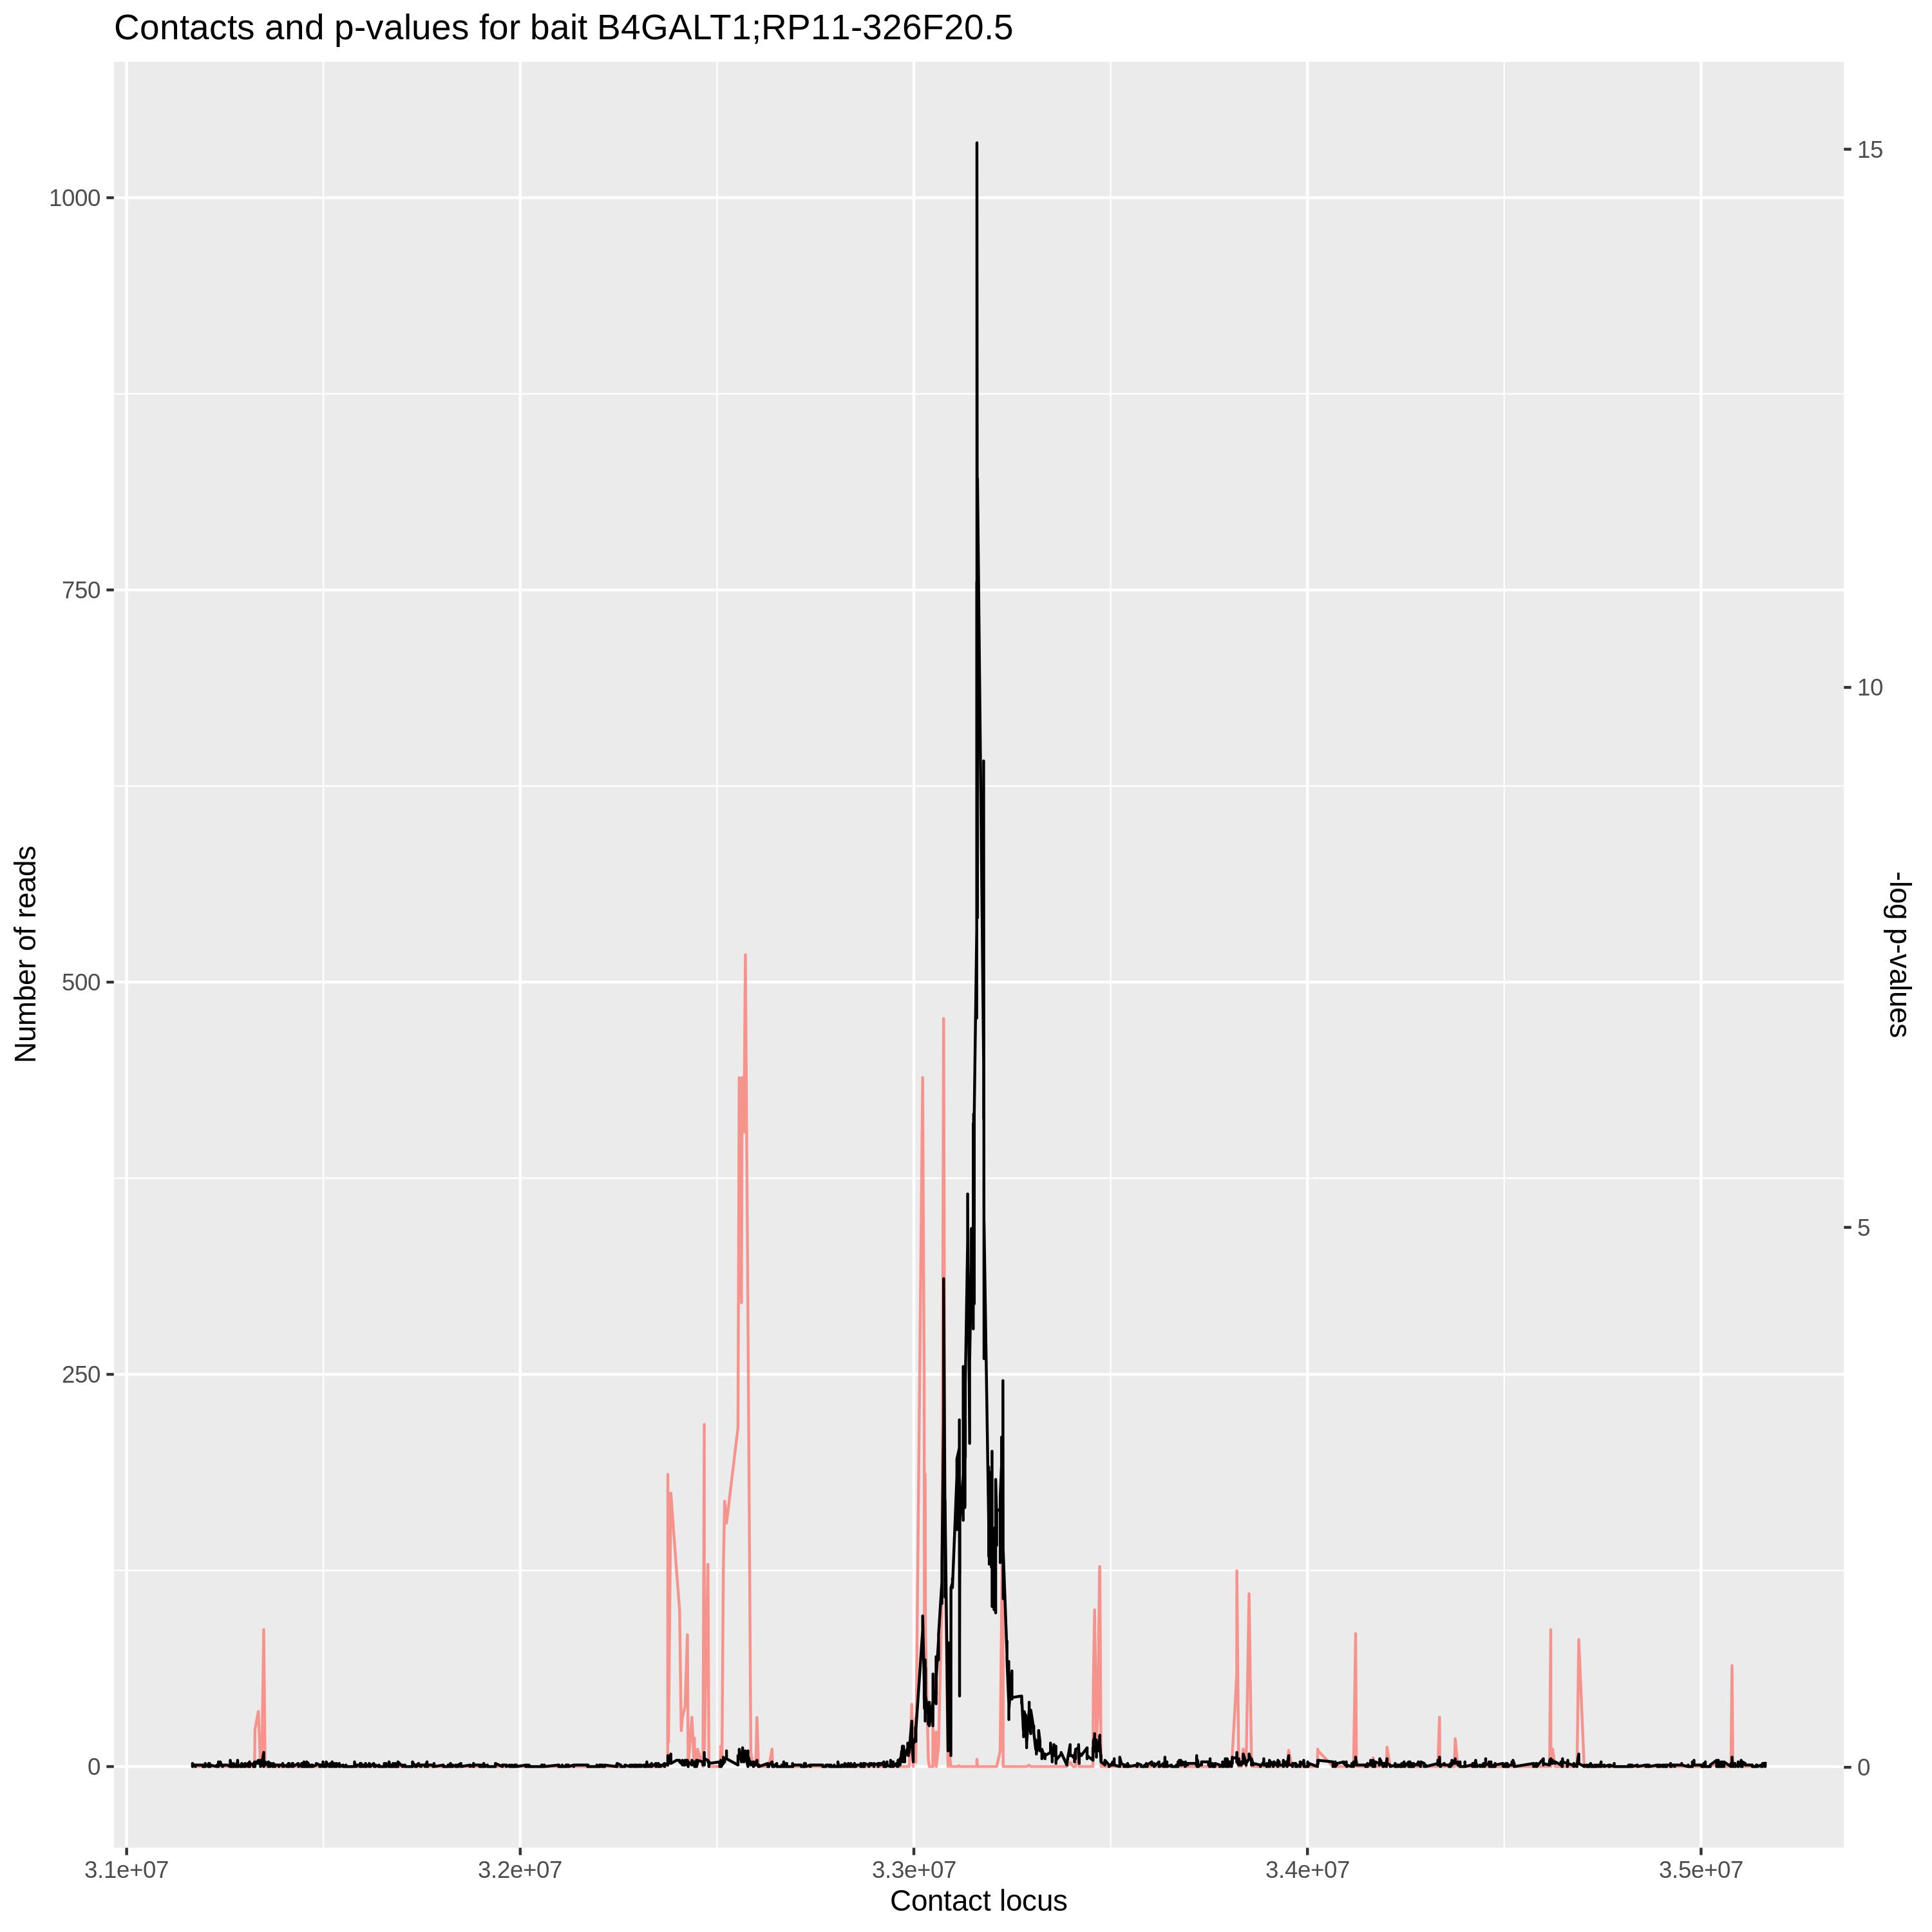 Contacts and p-values for bait B4GALT1;RP11-326F20.5
1000
750
500
250
0
Number of reads
15
10
5
0
-log p-values
3.1e+07
3.2e+07
3.3e+07
3.4e+07
3.5e+07
Contact locus